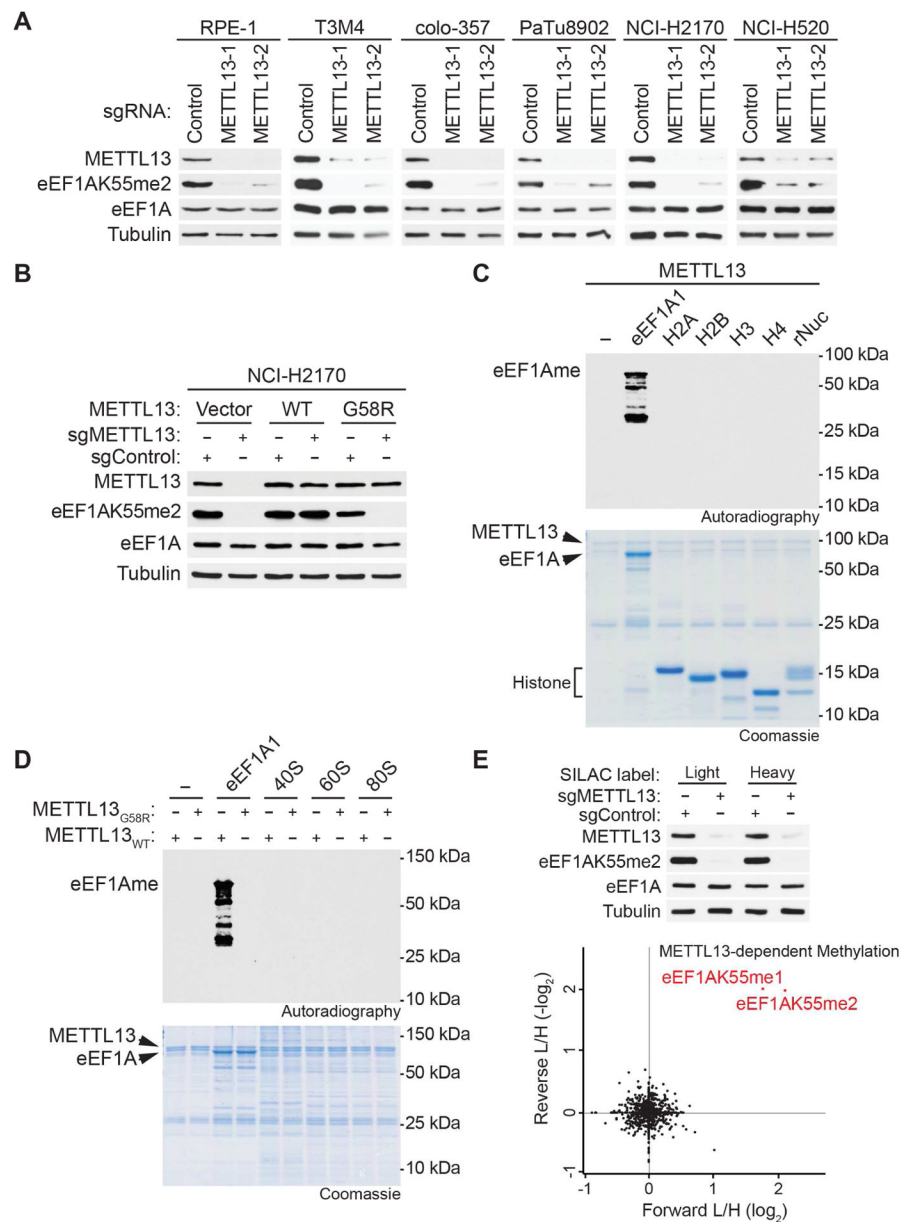 A
RPE-1 T3M4 colo-357 PaTu8902 NCI-H2170 NCI-H520
sgRNA: Control METTL13-1 METTL13-2 Control METTL13-1 METTL13-2 Control METTL13-1 METTL13-2 Control METTL13-1 METTL13-2 Control METTL13-1 METTL13-2 Control METTL13-1 METTL13-2
METTL13
eEF1AK55me2
eEF1A
Tubulin
B
NCI-H2170
METTL13: Vector WT G58R
sgMETTL13: – + – + – +
sgControl: + – + – + –
METTL13
eEF1AK55me2
eEF1A
Tubulin
C
METTL13
– eEF1A1 H2A H2B H3 H4 rNuc
eEF1Ame
-100 kDa
-50 kDa
-25 kDa
-15 kDa
-10 kDa
Autoradiography
METTL13
eEF1A
Histone
-100 kDa
-50 kDa
-25 kDa
-15 kDa
-10 kDa
Coomassie
D
– eEF1A1 40S 60S 80S
METTL13G58R: – + – + – + – + – +
METTL13WT: + – + – + – + – + –
eEF1Ame
-150 kDa
-50 kDa
-25 kDa
-10 kDa
Autoradiography
METTL13
eEF1A
-150 kDa
-50 kDa
-25 kDa
-10 kDa
Coomassie
E
SILAC label: Light Heavy
sgMETTL13: – + – +
sgControl: + – + –
METTL13
eEF1AK55me2
eEF1A
Tubulin
METTL13-dependent Methylation
eEF1AK55me1
eEF1AK55me2
Reverse L/H (-log2)
2
1
0
-1
-1 0 1 2
Forward L/H (log2)